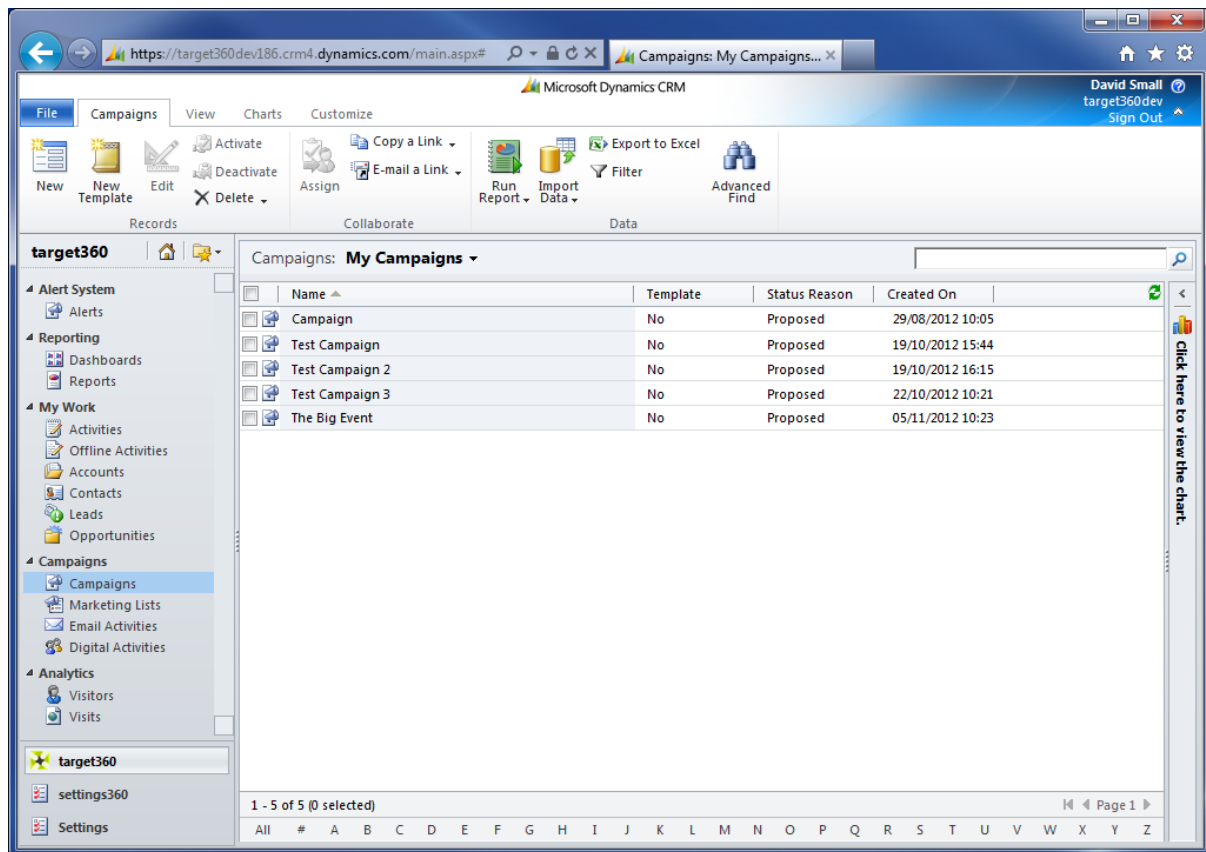 https://target360dev186.crm4.dynamics.com/main.aspx#
Campaigns: My Campaigns...
Microsoft Dynamics CRM
David Small
target360dev
Sign Out
File Campaigns View Charts Customize
New
New Template
Edit
Activate
Deactivate
Delete
Records
Assign
Copy a Link
E-mail a Link
Collaborate
Run Report
Import Data
Export to Excel
Filter
Advanced Find
Data
target360
Alert System
Alerts
Reporting
Dashboards
Reports
My Work
Activities
Offline Activities
Accounts
Contacts
Leads
Opportunities
Campaigns
Campaigns
Marketing Lists
Email Activities
Digital Activities
Analytics
Visitors
Visits
target360
settings360
Settings
Campaigns: My Campaigns
Name Template Status Reason Created On
Campaign No Proposed 29/08/2012 10:05
Test Campaign No Proposed 19/10/2012 15:44
Test Campaign 2 No Proposed 19/10/2012 16:15
Test Campaign 3 No Proposed 22/10/2012 10:21
The Big Event No Proposed 05/11/2012 10:23
Click here to view the chart.
1 - 5 of 5 (0 selected) Page 1
All # A B C D E F G H I J K L M N O P Q R S T U V W X Y Z